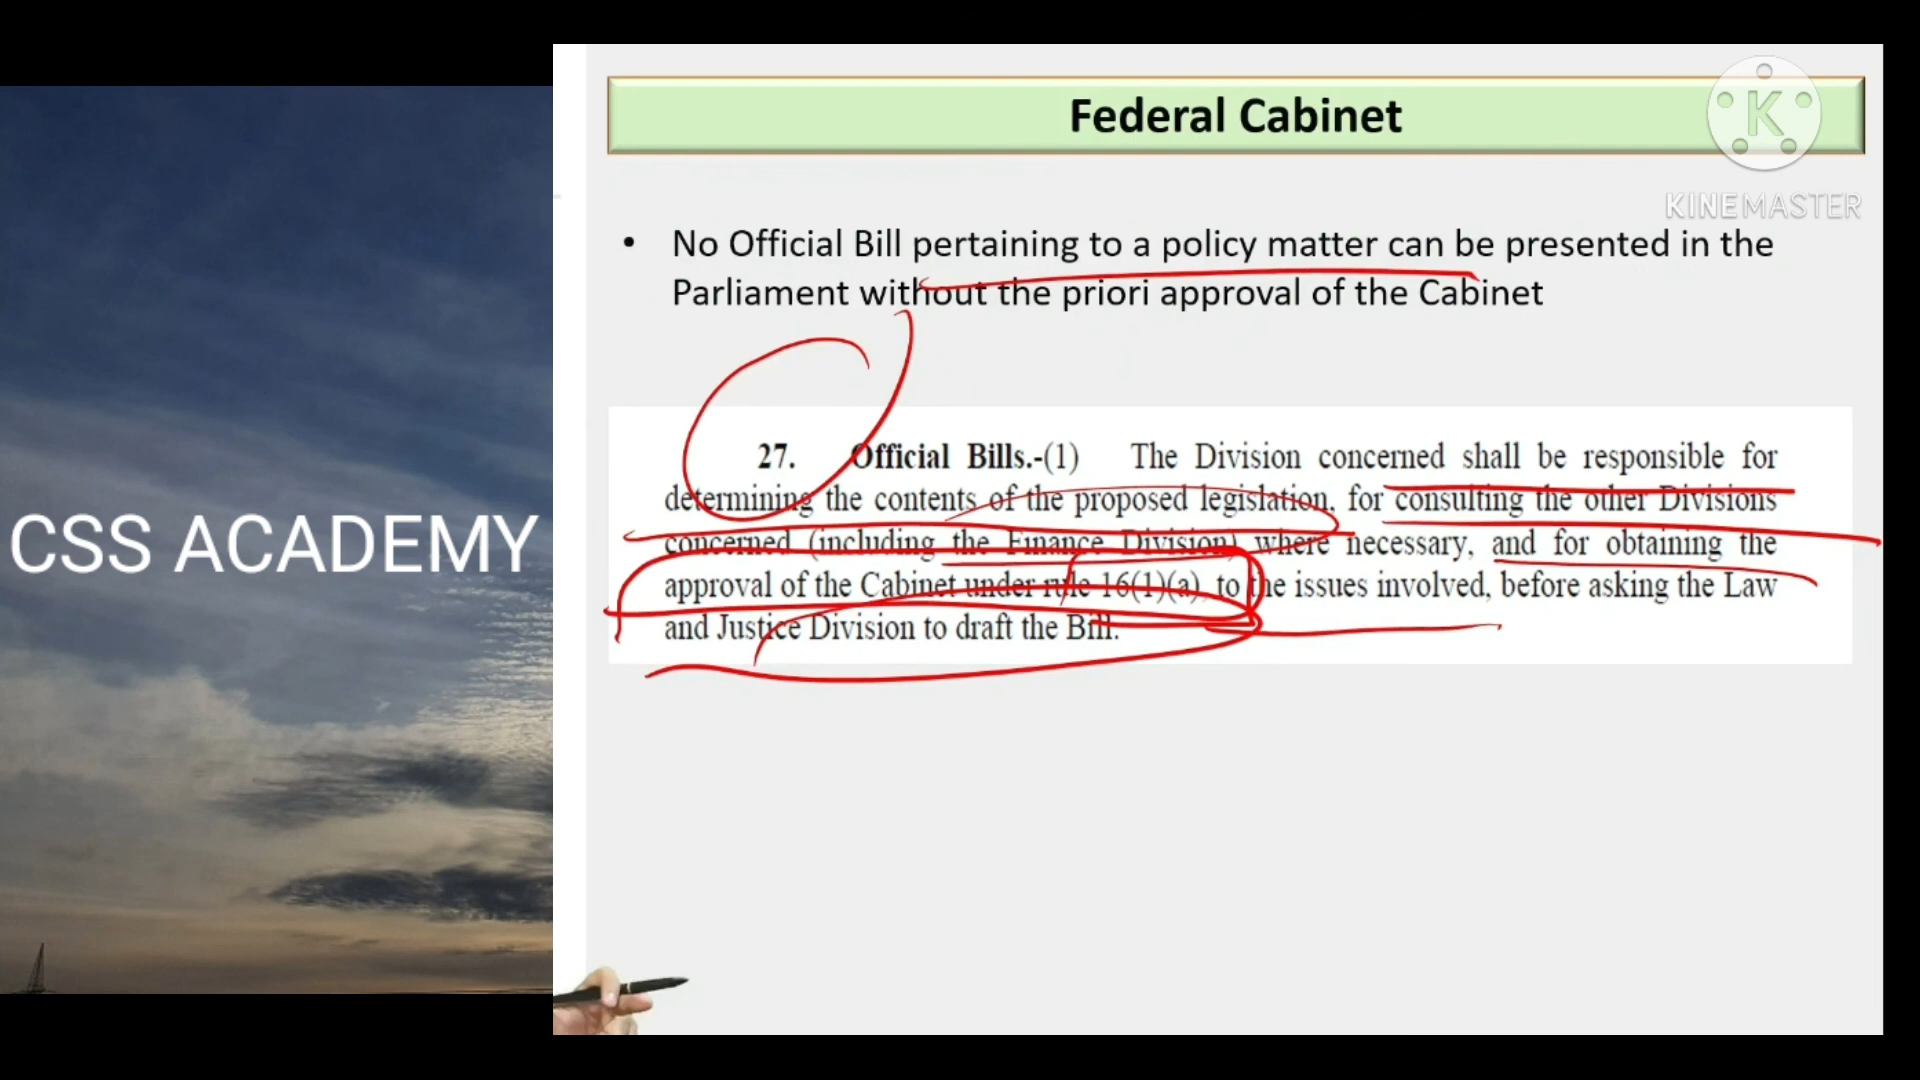 CSS ACADEMY
Federal Cabinet
K
KINEMASTER
• No Official Bill pertaining to a policy matter can be presented in the
Parliament without the priori approval of the Cabinet
27. Official Bills.-(1) The Division concerned shall be responsible for
determining the contents of the proposed legislation, for consulting the other Divisions
concerned (including the Finance Division) where necessary, and for obtaining the
approval of the Cabinet under rule 16(1)(a), to the issues involved, before asking the Law
and Justice Division to draft the Bill.